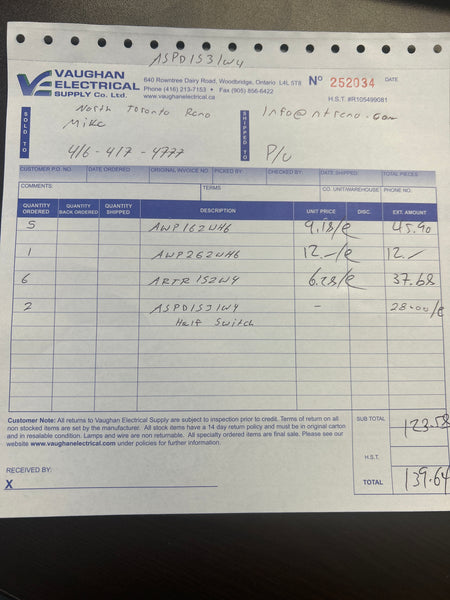 ASPD153IW4
VAUGHAN
ELECTRICAL
SUPPLY Co. Ltd.
640 Rowntree Dairy Road, Woodbridge, Ontario L4L 5T8
Phone (416) 213-7153 • Fax (905) 856-6422
www.vaughanelectrical.ca
Nº 252034
DATE
H.S.T #R105499081
SOLD TO
North Toronto Reno
Mike
416-417-4777
SHIPPED TO
Info@ntreno.com
P/U
CUSTOMER P.O. NO. DATE ORDERED ORIGINAL INVOICE NO. PICKED BY: CHECKED BY: DATE SHIPPED: TOTAL PIECES
COMMENTS: TERMS CO. UNIT/WAREHOUSE PHONE NO.
QUANTITY ORDERED QUANTITY BACK ORDERED QUANTITY SHIPPED DESCRIPTION UNIT PRICE DISC. EXT. AMOUNT
5 AWP162WH6 9.18/e 45.90
1 AWP262WH6 12.-/e 12./
6 ARTR152W4 6.28/e 37.68
2 ASPD153IW4 - 28.00/e
Half Switch
Customer Note: All returns to Vaughan Electrical Supply are subject to inspection prior to credit. Terms of return on all
non stocked items are set by the manufacturer. All stock items have a 14 day return policy and must be in original carton
and in resalable condition. Lamps and wire are non returnable. All specially ordered items are final sale. Please see our
website www.vaughanelectrical.com under policies for further information.
SUB TOTAL 123.58
H.S.T.
139.64
RECEIVED BY:
X